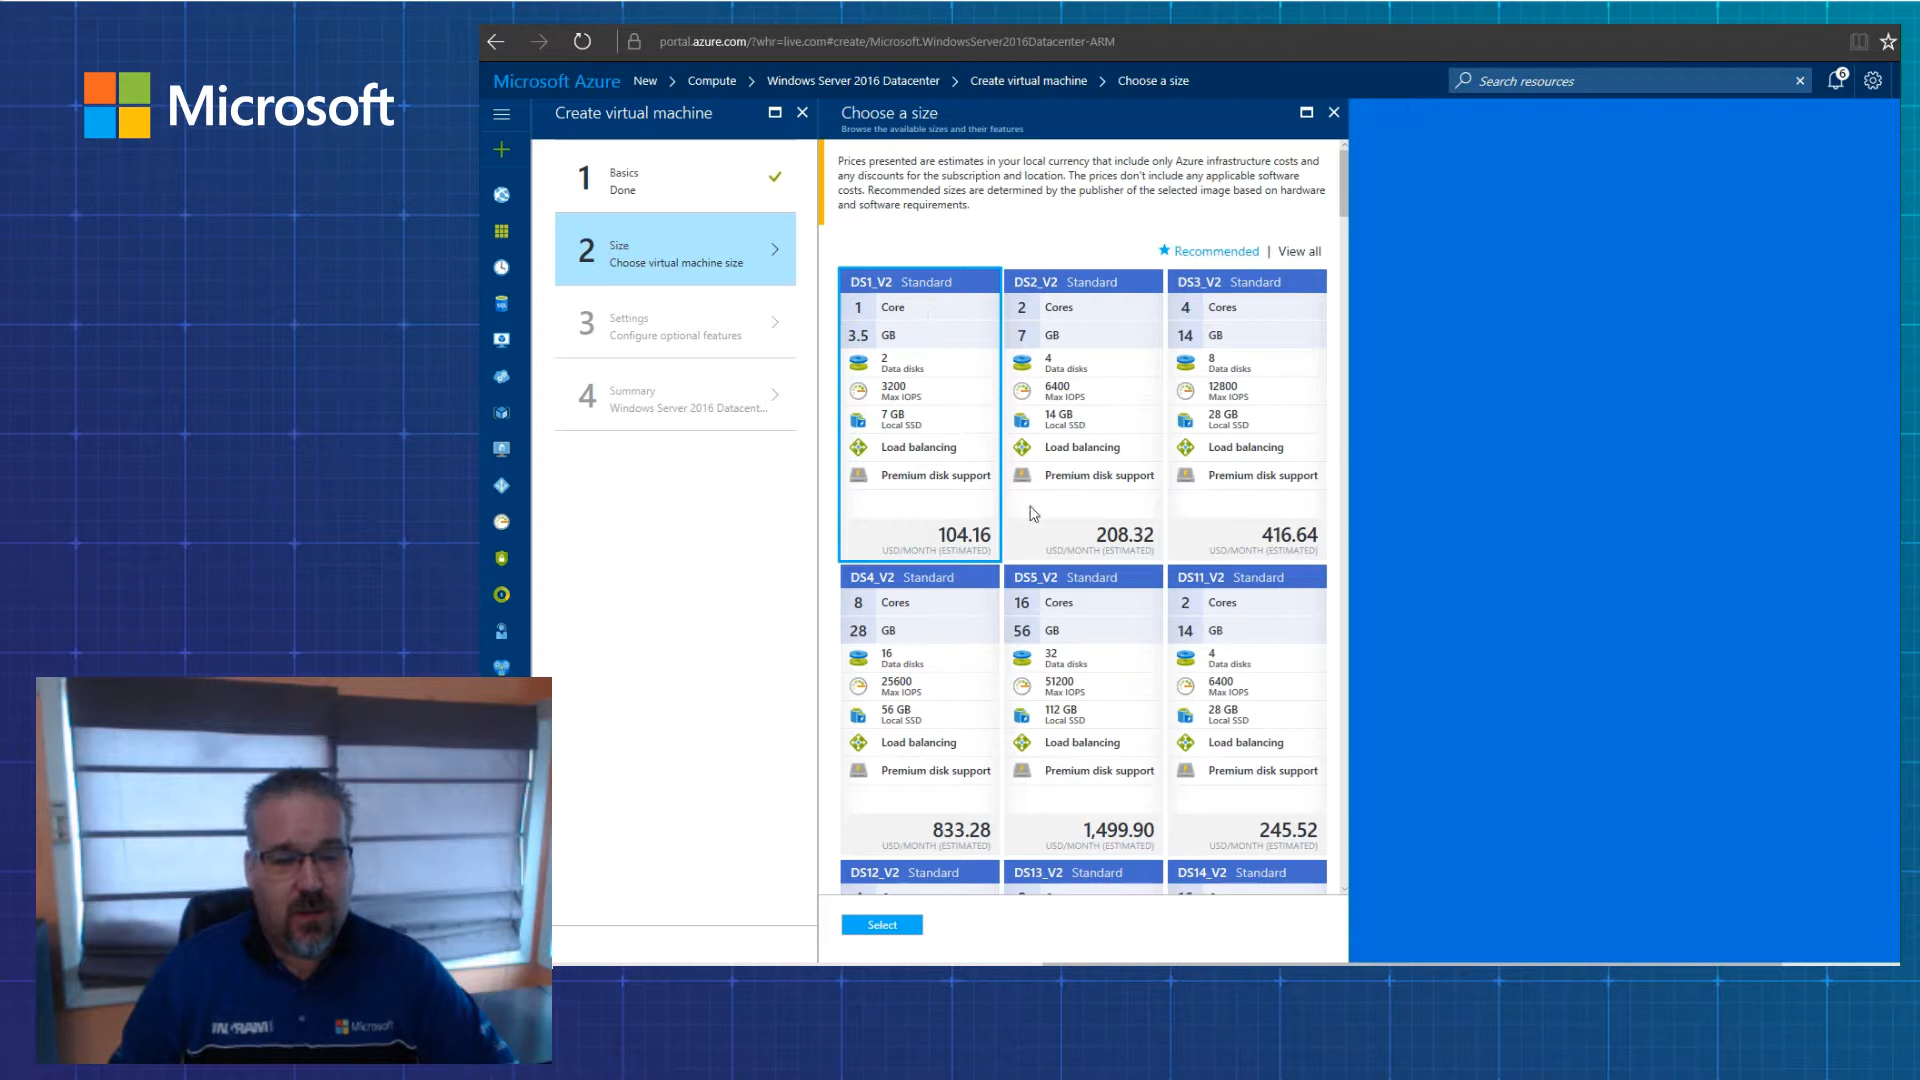 Microsoft
portal.azure.com/?whr=live.com#create/Microsoft.WindowsServer2016Datacenter-ARM
Microsoft Azure New > Compute > Windows Server 2016 Datacenter > Create virtual machine > Choose a size
Search resources
6
Create virtual machine
1 Basics
Done
2 Size
Choose virtual machine size
3 Settings
Configure optional features
4 Summary
Windows Server 2016 Datacent...
Choose a size
Browse the available sizes and their features
Prices presented are estimates in your local currency that include only Azure infrastructure costs and
any discounts for the subscription and location. The prices don't include any applicable software
costs. Recommended sizes are determined by the publisher of the selected image based on hardware
and software requirements.
Recommended | View all
DS1_V2 Standard
1 Core
3.5 GB
2
Data disks
3200
Max IOPS
7 GB
Local SSD
Load balancing
Premium disk support
104.16
USD/MONTH (ESTIMATED)
DS2_V2 Standard
2 Cores
7 GB
4
Data disks
6400
Max IOPS
14 GB
Local SSD
Load balancing
Premium disk support
208.32
USD/MONTH (ESTIMATED)
DS3_V2 Standard
4 Cores
14 GB
8
Data disks
12800
Max IOPS
28 GB
Local SSD
Load balancing
Premium disk support
416.64
USD/MONTH (ESTIMATED)
DS4_V2 Standard
8 Cores
28 GB
16
Data disks
25600
Max IOPS
56 GB
Local SSD
Load balancing
Premium disk support
833.28
USD/MONTH (ESTIMATED)
DS5_V2 Standard
16 Cores
56 GB
32
Data disks
51200
Max IOPS
112 GB
Local SSD
Load balancing
Premium disk support
1,499.90
USD/MONTH (ESTIMATED)
DS11_V2 Standard
2 Cores
14 GB
4
Data disks
6400
Max IOPS
28 GB
Local SSD
Load balancing
Premium disk support
245.52
USD/MONTH (ESTIMATED)
DS12_V2 Standard
DS13_V2 Standard
DS14_V2 Standard
Select
INGRAM
Microsoft